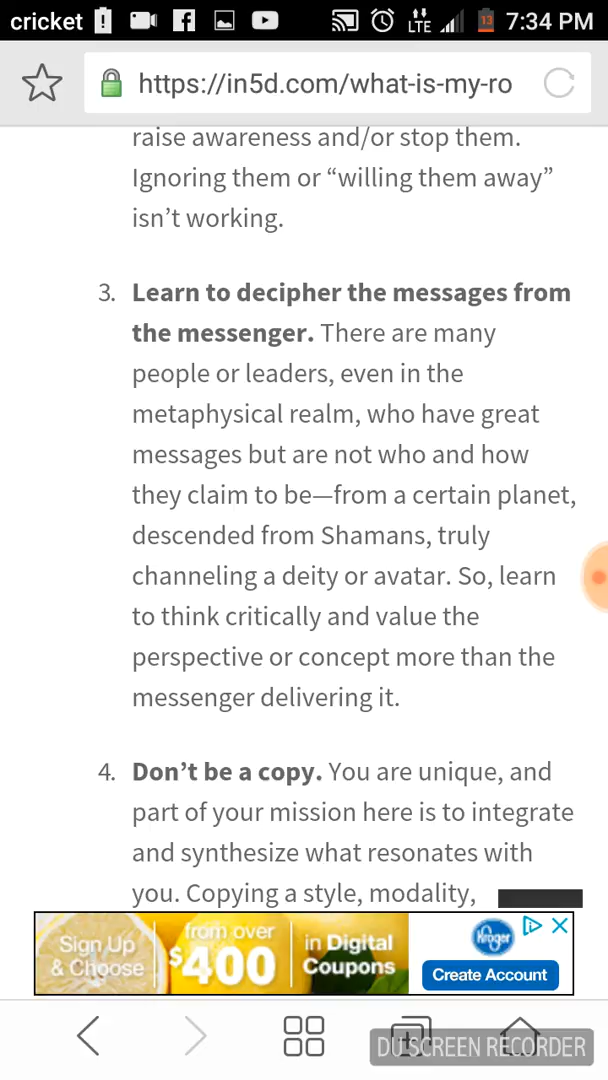 cricket 13 LTE 7:34 PM
https://in5d.com/what-is-my-ro
raise awareness and/or stop them.
Ignoring them or “willing them away”
isn’t working.
3. Learn to decipher the messages from
the messenger. There are many
people or leaders, even in the
metaphysical realm, who have great
messages but are not who and how
they claim to be—from a certain planet,
descended from Shamans, truly
channeling a deity or avatar. So, learn
to think critically and value the
perspective or concept more than the
messenger delivering it.
4. Don’t be a copy. You are unique, and
part of your mission here is to integrate
and synthesize what resonates with
you. Copying a style, modality,
Sign Up
& Choose
from over
$400
in Digital
Coupons
Kroger
Create Account
DU SCREEN RECORDER